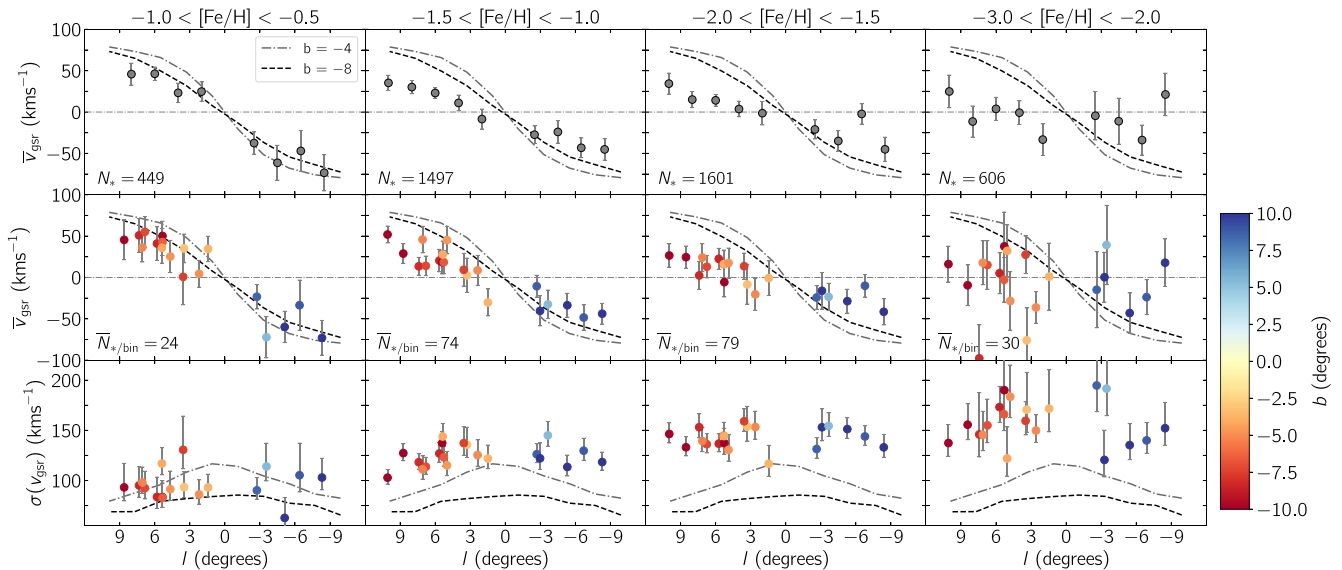 −1.0 < [Fe/H] < −0.5
−1.5 < [Fe/H] < −1.0
−2.0 < [Fe/H] < −1.5
−3.0 < [Fe/H] < −2.0
100
50
0
−50
v̅gsr (kms−1)
b = −4
b = −8
N* = 449
N* = 1497
N* = 1601
N* = 606
100
50
0
−50
−100
v̅gsr (kms−1)
N̅*/bin = 24
N̅*/bin = 74
N̅*/bin = 79
N̅*/bin = 30
200
150
100
σ(vgsr) (kms−1)
9 6 3 0 −3 −6 −9
9 6 3 0 −3 −6 −9
9 6 3 0 −3 −6 −9
9 6 3 0 −3 −6 −9
l (degrees)
l (degrees)
l (degrees)
l (degrees)
10.0
7.5
5.0
2.5
0.0
−2.5
−5.0
−7.5
−10.0
b (degrees)